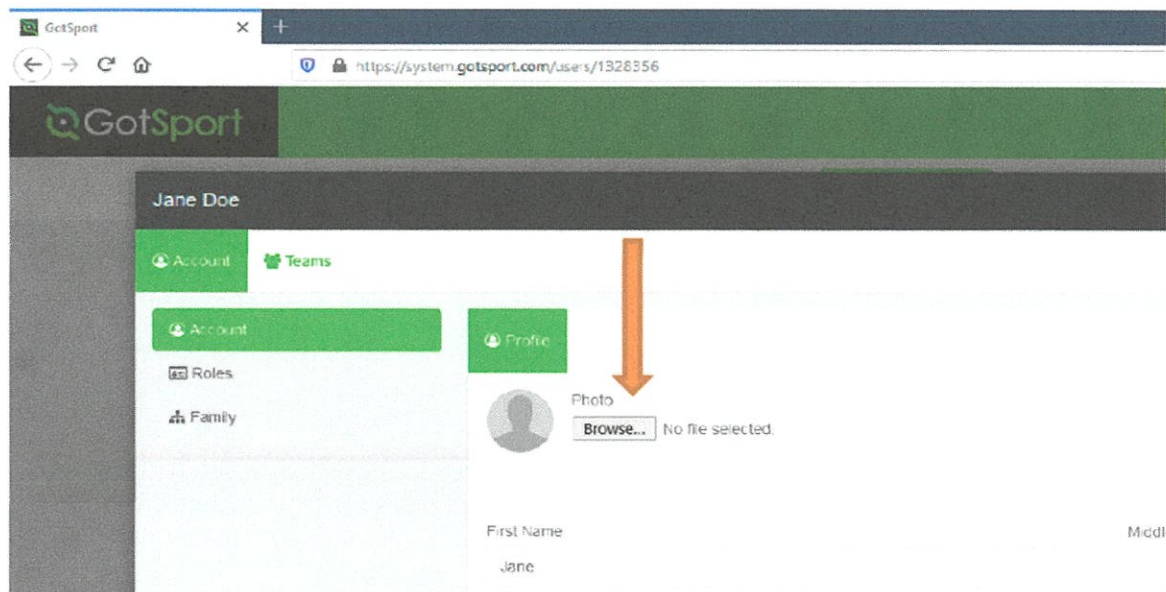 GotSport
https://system.gotsport.com/users/1328356
GotSport
Jane Doe
Account Teams
Account
Profile
Roles
Photo
Family
Browse... No file selected.
First Name Middl
Jane